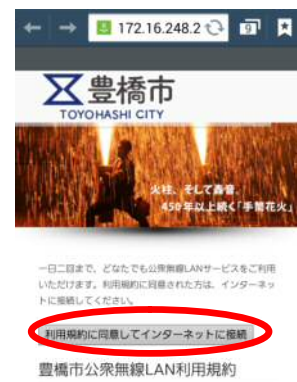 172.16.248.2
9
豊橋市
TOYOHASHI CITY
火柱、そして轟音。
450年以上続く「手筒花火」
一日二回まで、どなたでも公衆無線LANサービスをご利用
いただけます。利用規約に同意された方は、インターネッ
トに接続してください。
利用規約に同意してインターネットに接続
豊橋市公衆無線LAN利用規約